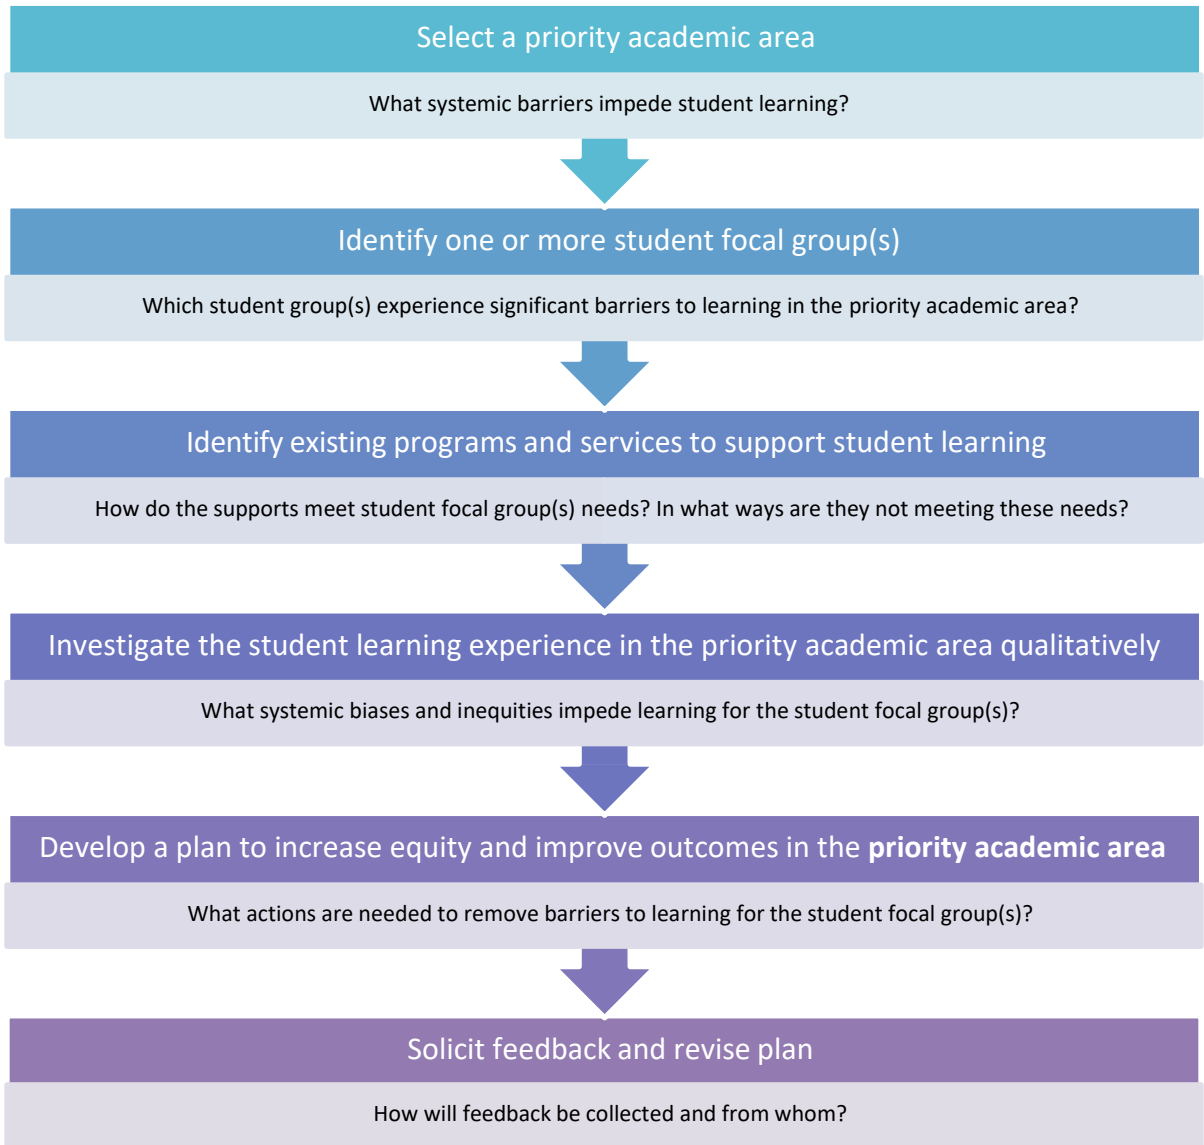 Select a priority academic area
What systemic barriers impede student learning?
Identify one or more student focal group(s)
Which student group(s) experience significant barriers to learning in the priority academic area?
Identify existing programs and services to support student learning
How do the supports meet student focal group(s) needs? In what ways are they not meeting these needs?
Investigate the student learning experience in the priority academic area qualitatively
What systemic biases and inequities impede learning for the student focal group(s)?
Develop a plan to increase equity and improve outcomes in the priority academic area
What actions are needed to remove barriers to learning for the student focal group(s)?
Solicit feedback and revise plan
How will feedback be collected and from whom?